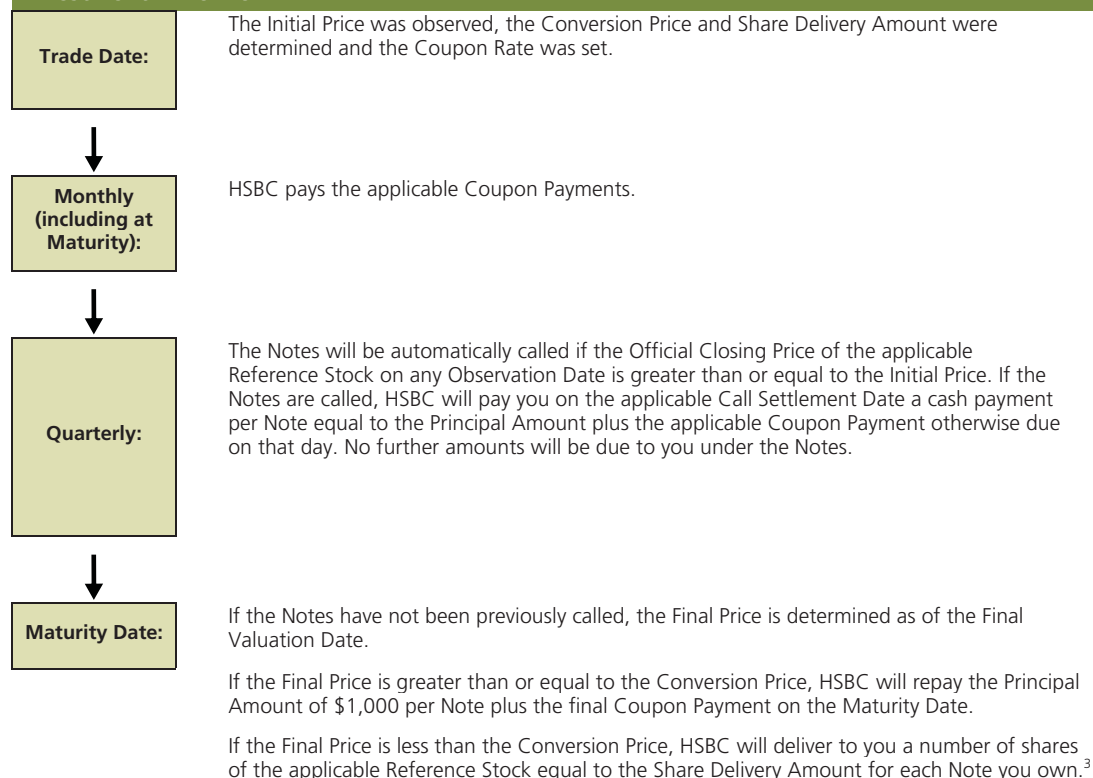 Trade Date:
The Initial Price was observed, the Conversion Price and Share Delivery Amount were
determined and the Coupon Rate was set.
Monthly
(including at
Maturity):
HSBC pays the applicable Coupon Payments.
Quarterly:
The Notes will be automatically called if the Official Closing Price of the applicable
Reference Stock on any Observation Date is greater than or equal to the Initial Price. If the
Notes are called, HSBC will pay you on the applicable Call Settlement Date a cash payment
per Note equal to the Principal Amount plus the applicable Coupon Payment otherwise due
on that day. No further amounts will be due to you under the Notes.
Maturity Date:
If the Notes have not been previously called, the Final Price is determined as of the Final
Valuation Date.
If the Final Price is greater than or equal to the Conversion Price, HSBC will repay the Principal
Amount of $1,000 per Note plus the final Coupon Payment on the Maturity Date.
If the Final Price is less than the Conversion Price, HSBC will deliver to you a number of shares
of the applicable Reference Stock equal to the Share Delivery Amount for each Note you own.³